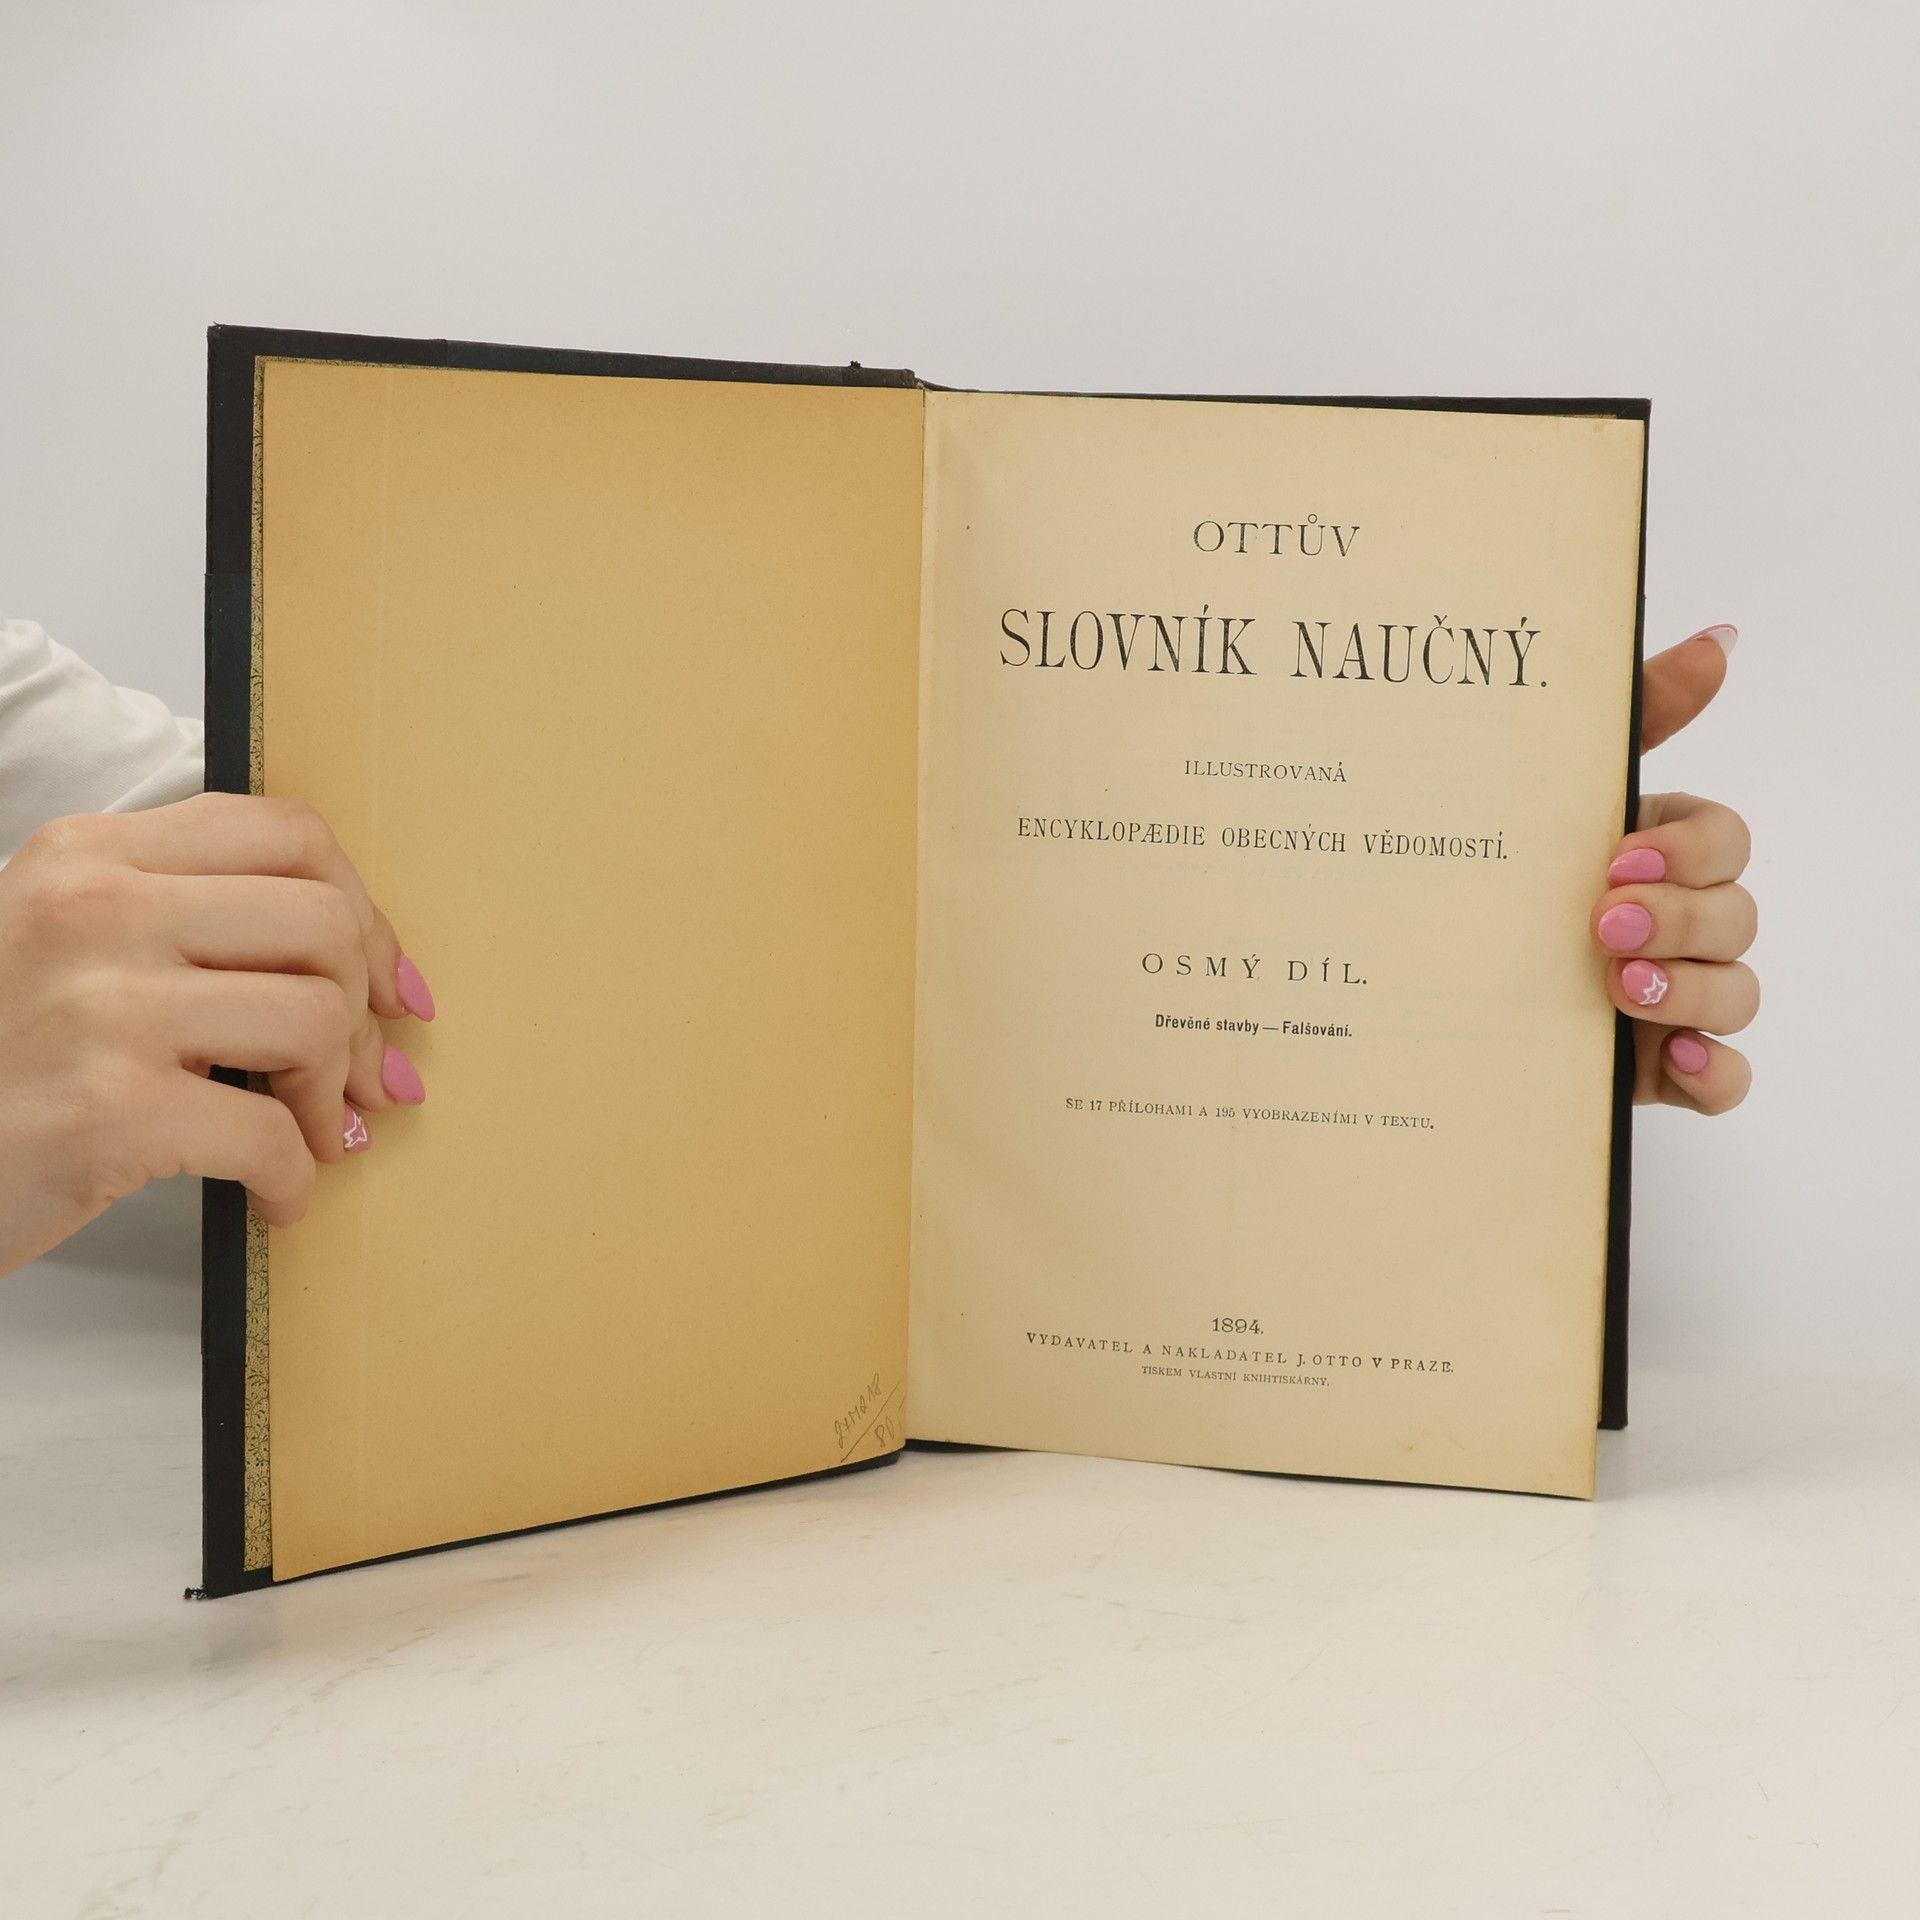 OTTŮV
SLOVNÍK NAUČNÝ.
ILLUSTROVANÁ
ENCYKLOPÆDIE OBECNÝCH VĚDOMOSTÍ.
OSMÝ DÍL.
Dřevěné stavby — Falšování.
SE 17 PŘÍLOHAMI A 195 VYOBRAZENÍMI V TEXTU.
1894.
VYDAVATEL A NAKLADATEL J. OTTO V PRAZE.
TISKEM VLASTNÍ KNIHTISKÁRNY.
80